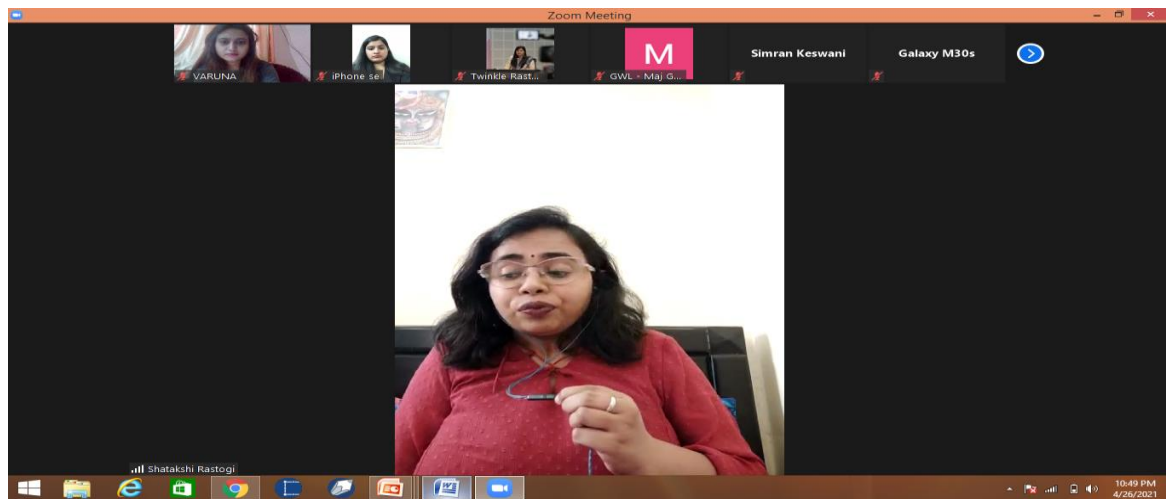 Zoom Meeting
VARUNA
iPhone se
Twinkle Rast...
M
GWL - Maj G...
Simran Keswani
Galaxy M30s
Shatakshi Rastogi
10:49 PM
4/26/2021